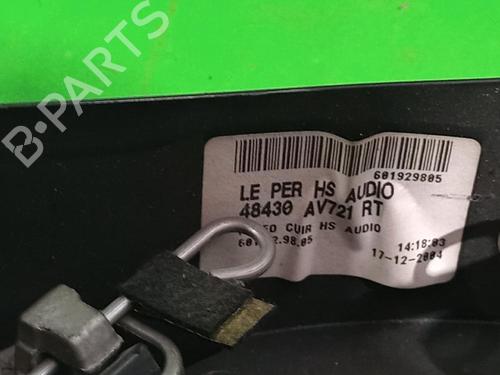 B-PARTS
601929805
LE PER HS AUDIO
48430 AV721 RT
CUIR HS AUDIO
14:18:03
17-12-2004